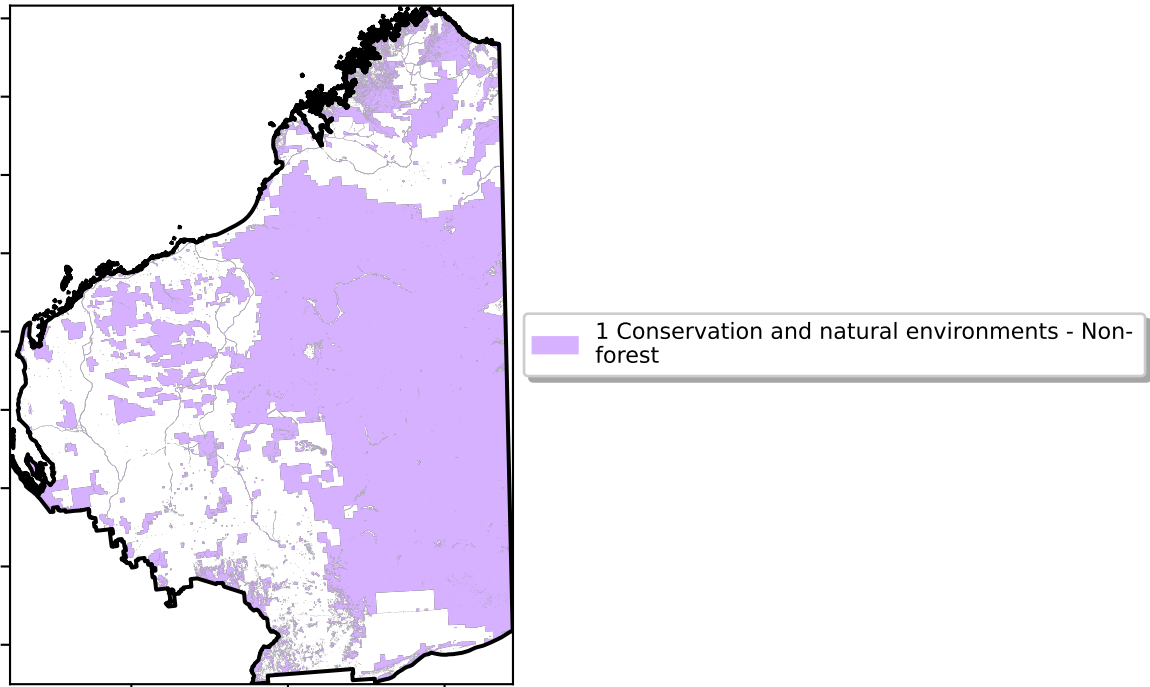 1 Conservation and natural environments - Non-
forest